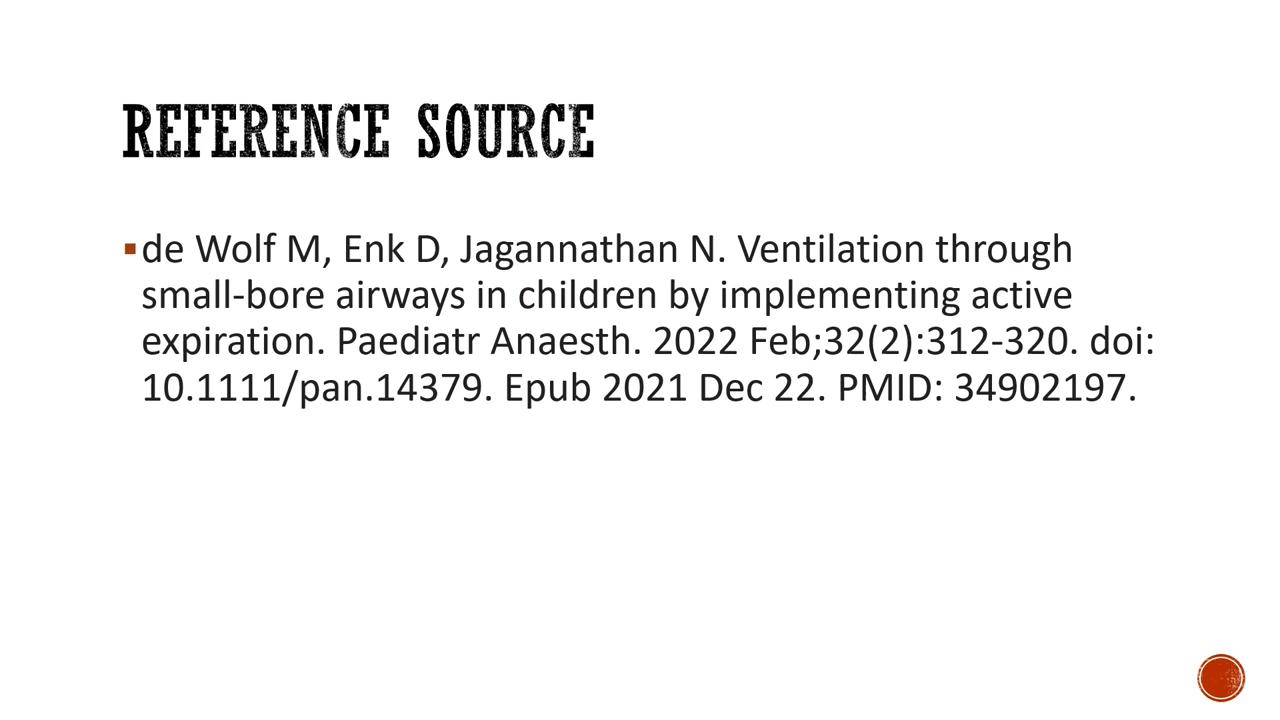 REFERENCE SOURCE
▪de Wolf M, Enk D, Jagannathan N. Ventilation through
small-bore airways in children by implementing active
expiration. Paediatr Anaesth. 2022 Feb;32(2):312-320. doi:
10.1111/pan.14379. Epub 2021 Dec 22. PMID: 34902197.